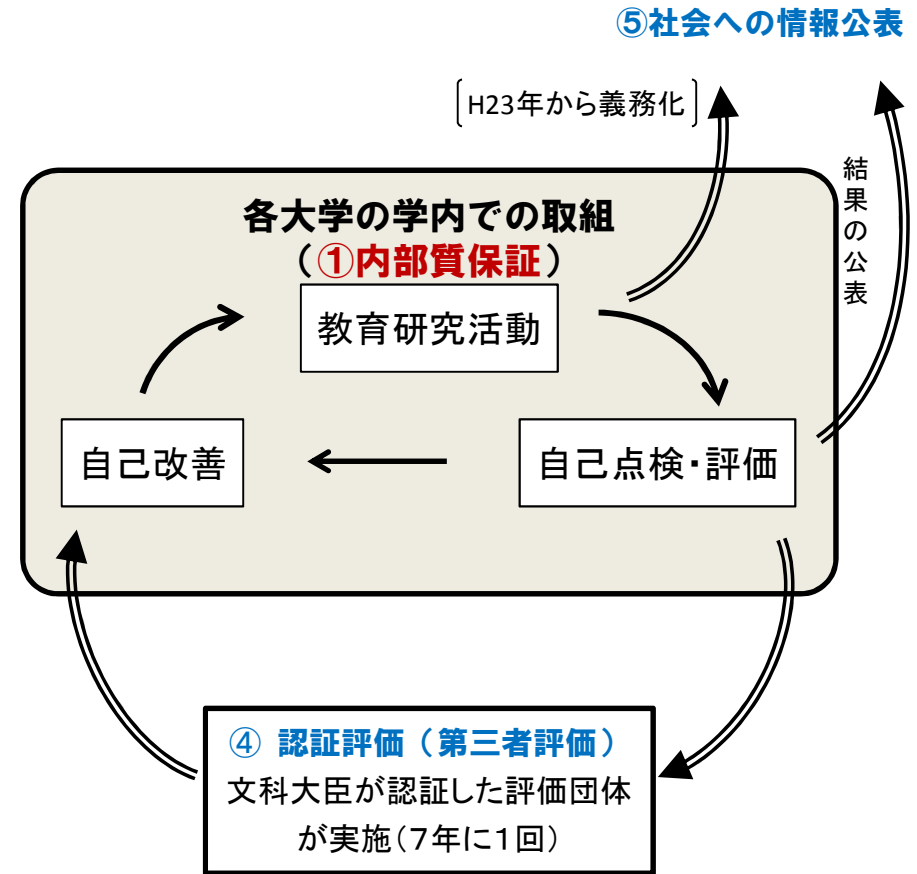 ⑤社会への情報公表
H23年から義務化
結果の公表
各大学の学内での取組
(①内部質保証)
教育研究活動
自己改善
自己点検・評価
④ 認証評価(第三者評価)
文科大臣が認証した評価団体
が実施(7年に1回)